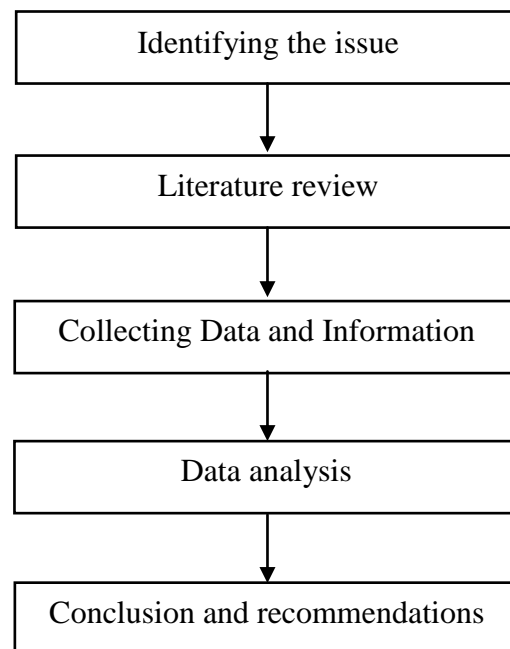 Identifying the issue
Literature review
Collecting Data and Information
Data analysis
Conclusion and recommendations